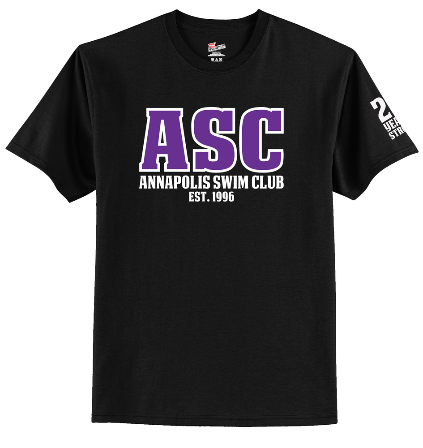 ASC
ANNAPOLIS SWIM CLUB
EST. 1996